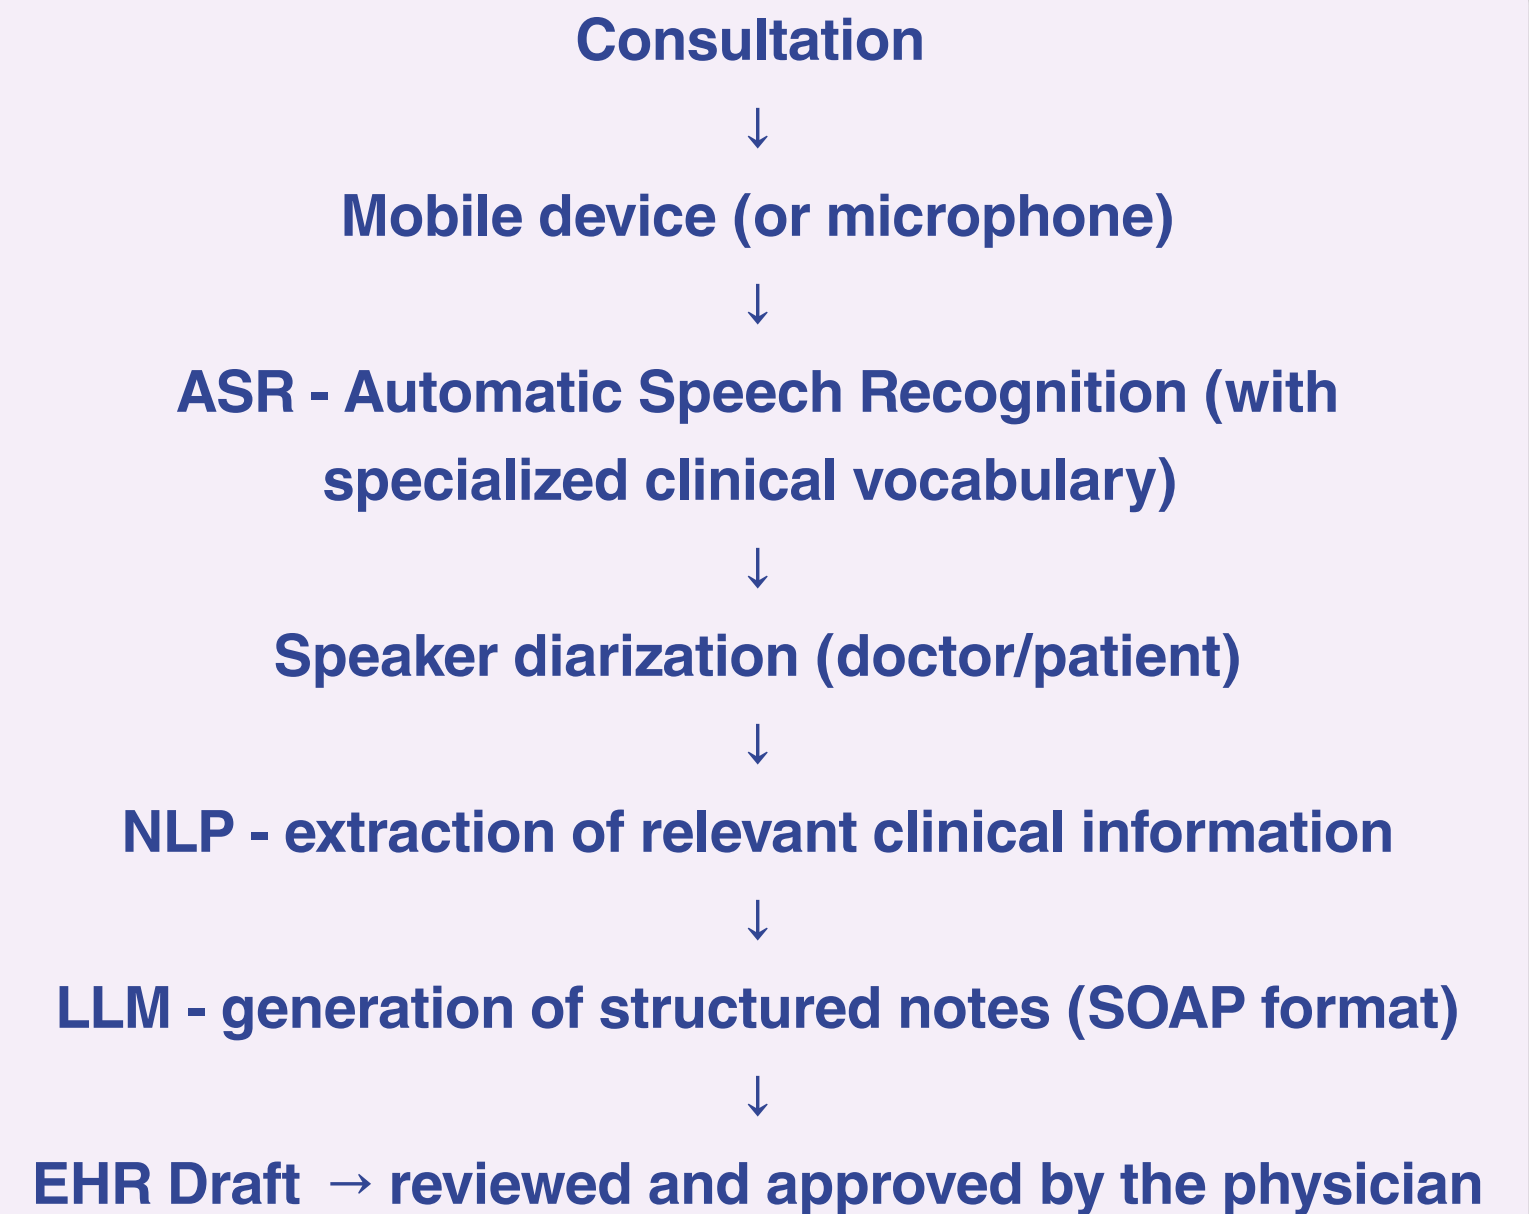 Consultation
↓
Mobile device (or microphone)
↓
ASR - Automatic Speech Recognition (with
specialized clinical vocabulary)
↓
Speaker diarization (doctor/patient)
↓
NLP - extraction of relevant clinical information
↓
LLM - generation of structured notes (SOAP format)
↓
EHR Draft → reviewed and approved by the physician